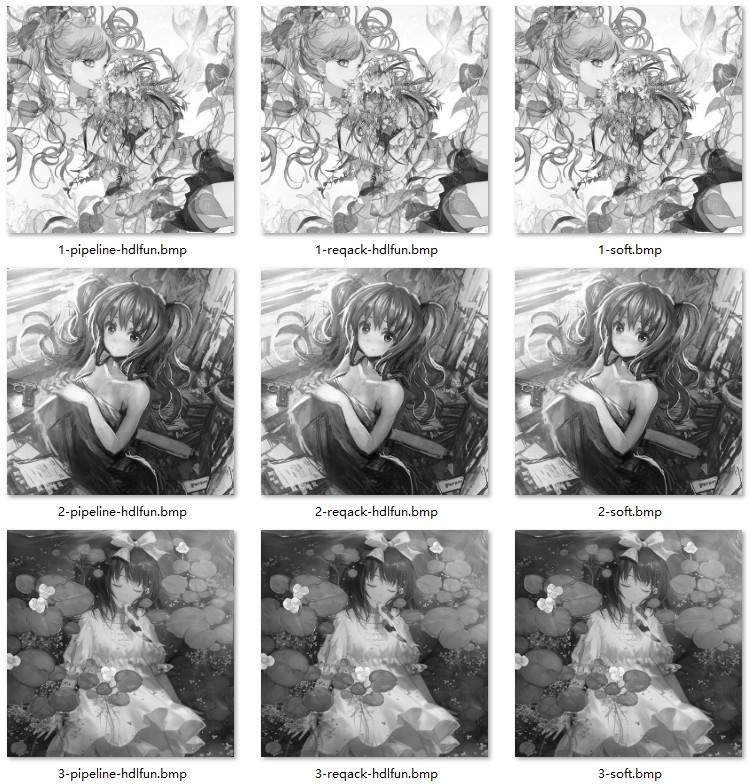 1-pipeline-hdlfun.bmp
1-reqack-hdlfun.bmp
1-soft.bmp
2-pipeline-hdlfun.bmp
2-reqack-hdlfun.bmp
2-soft.bmp
3-pipeline-hdlfun.bmp
3-reqack-hdlfun.bmp
3-soft.bmp